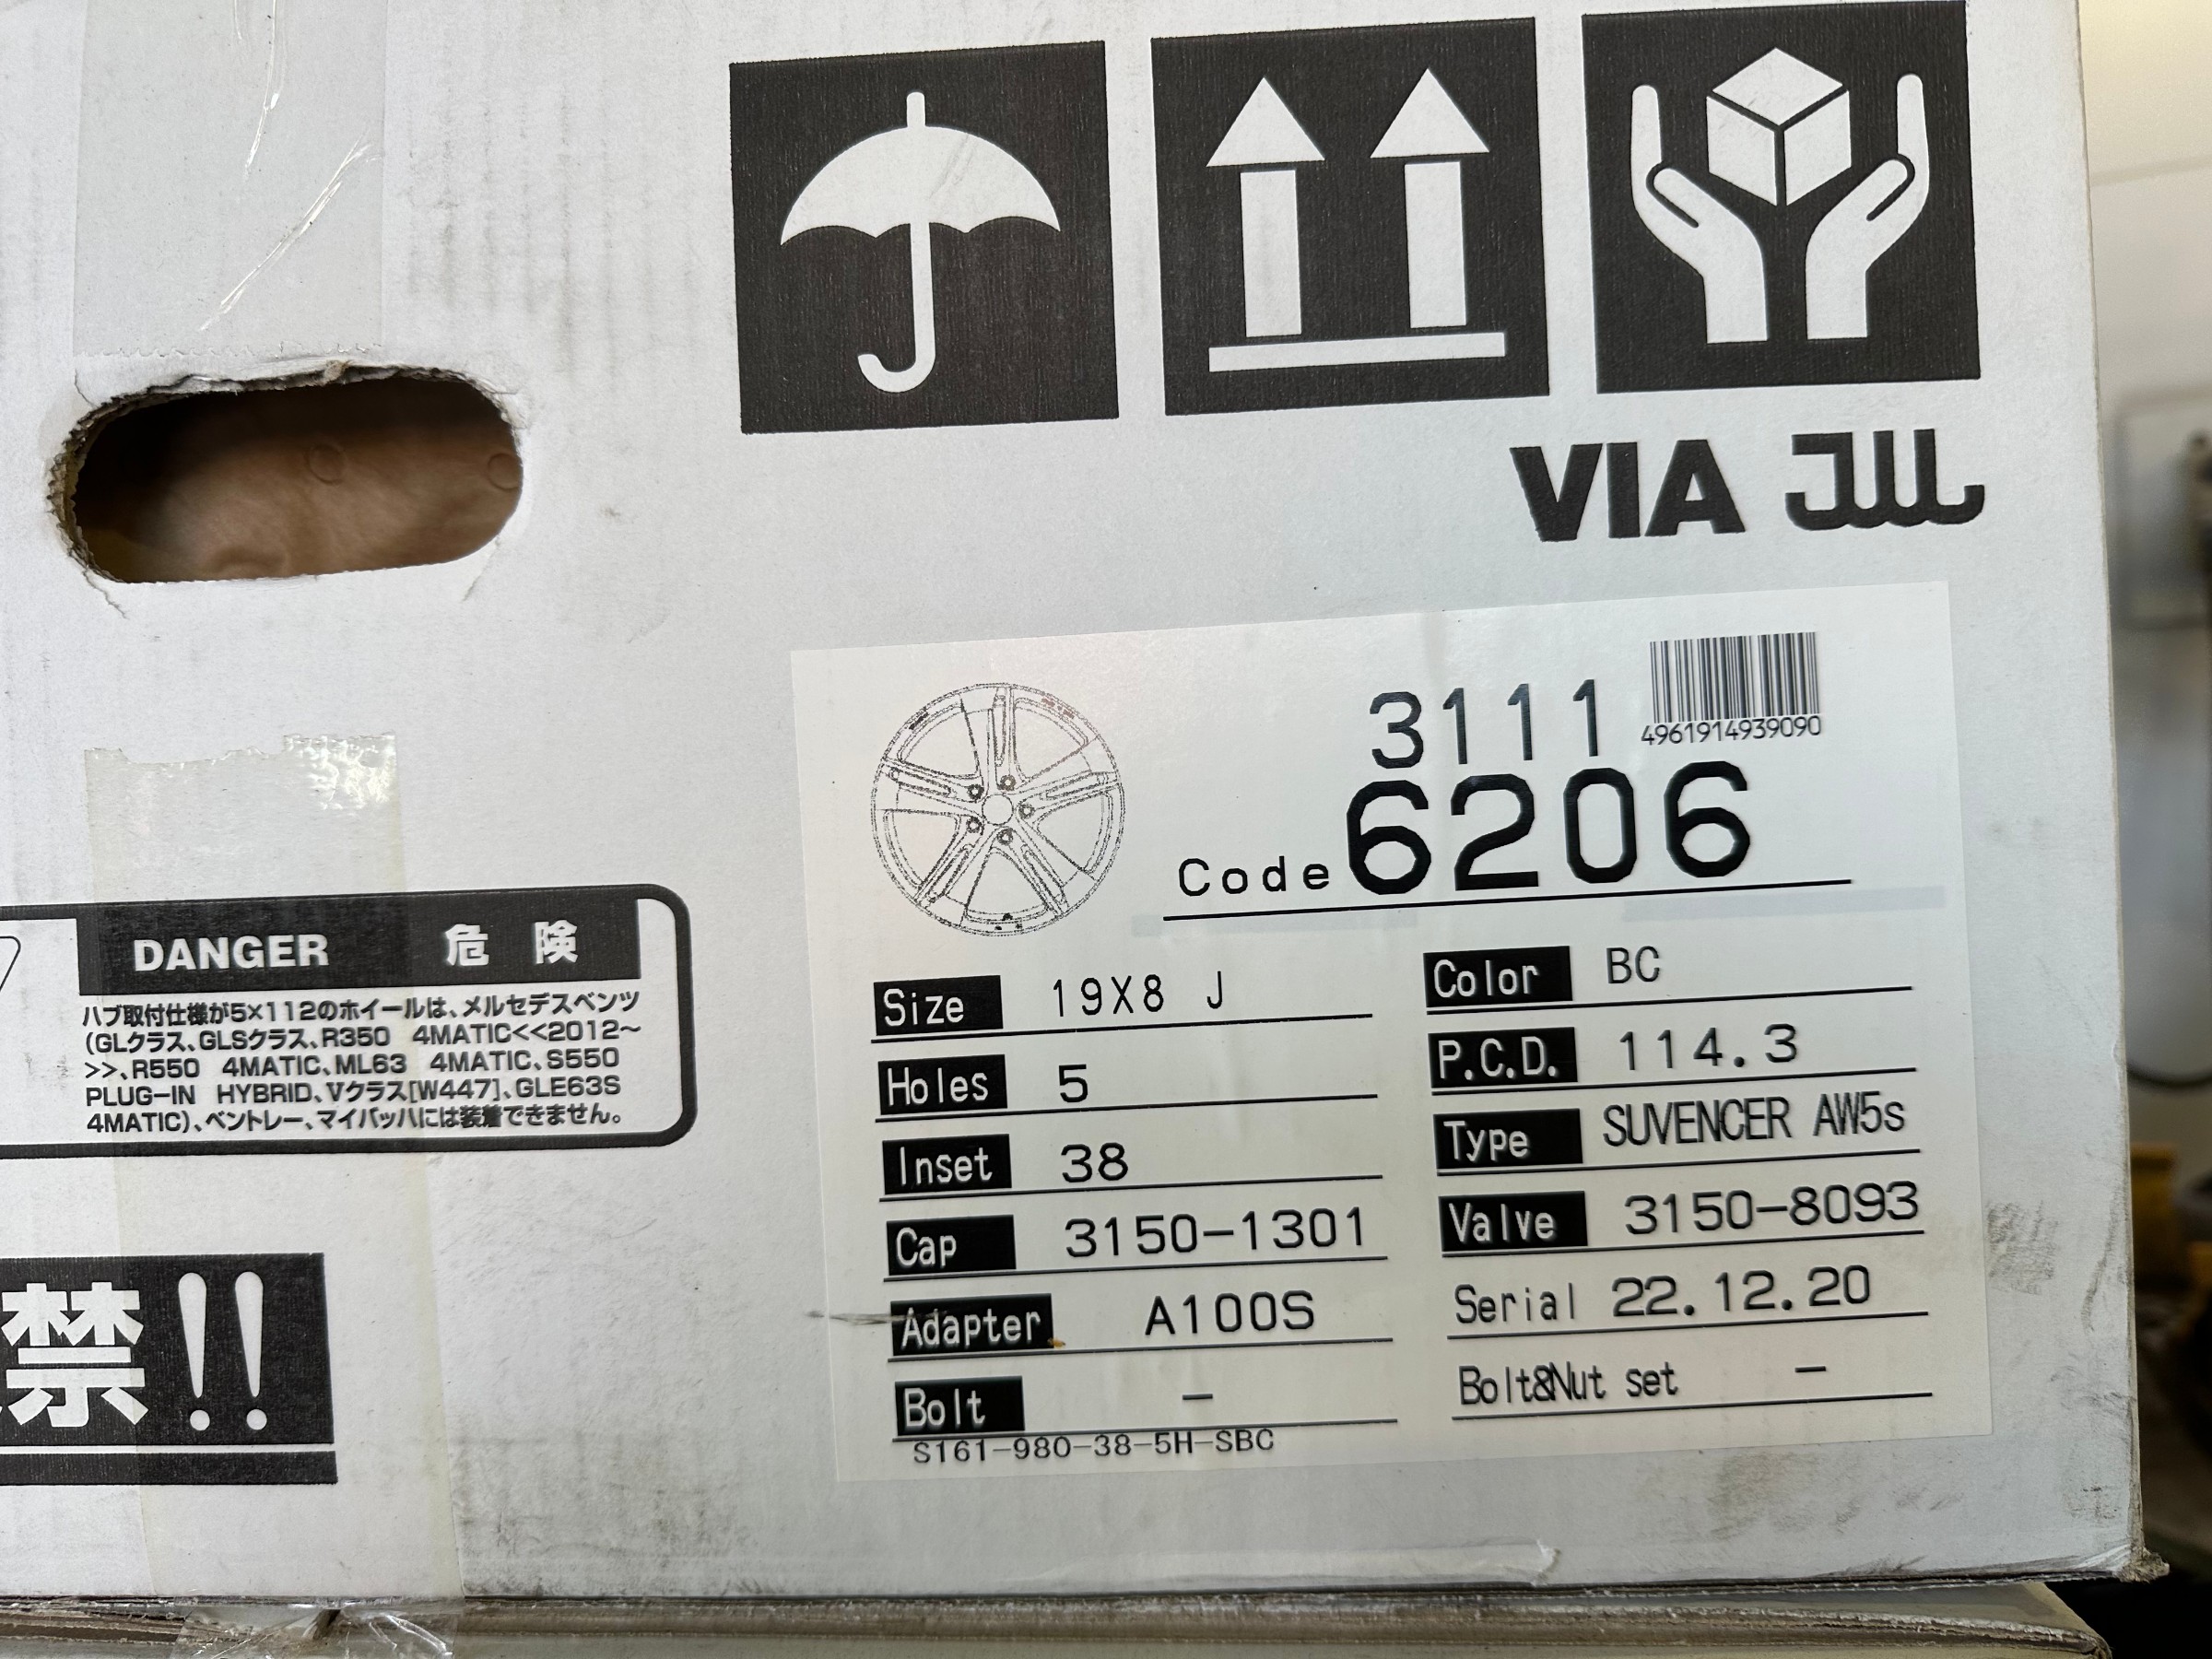 VIA JWL
3111
4961914939090
Code 6206
Size 19X8 J
Color BC
Holes 5
P.C.D. 114.3
Inset 38
Type SUVENCER AW5s
Cap 3150-1301
Valve 3150-8093
Adapter A100S
Serial 22.12.20
Bolt -
Bolt&Nut set -
S161-980-38-5H-SBC
DANGER 危険
ハブ取付仕様が5×112のホイールは、メルセデスベンツ
(GLクラス、GLSクラス、R350 4MATIC<<2012~
>>、R550 4MATIC、ML63 4MATIC、S550
PLUG-IN HYBRID、Vクラス[W447]、GLE63S
4MATIC)、ベントレー、マイバッハには装着できません。
禁!!